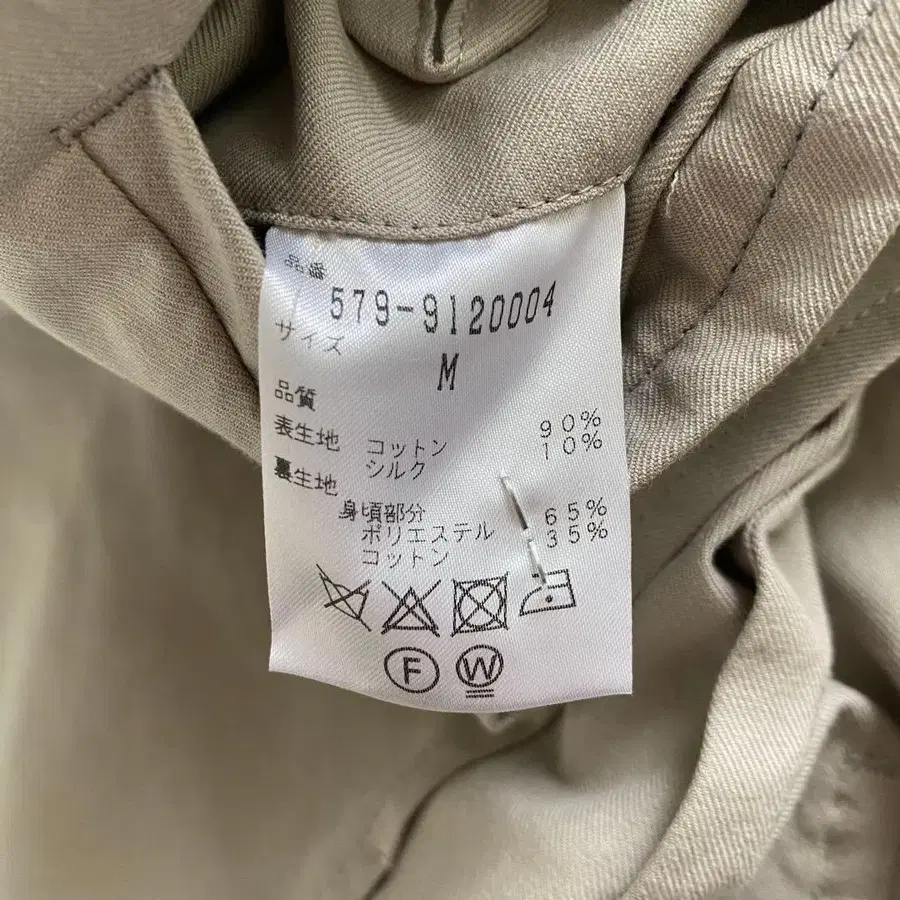 品番
579-9120004
サイズ
M
品質
表生地 コットン 90%
シルク 10%
裏生地
身頃部分
ポリエステル 65%
コットン 35%
F W